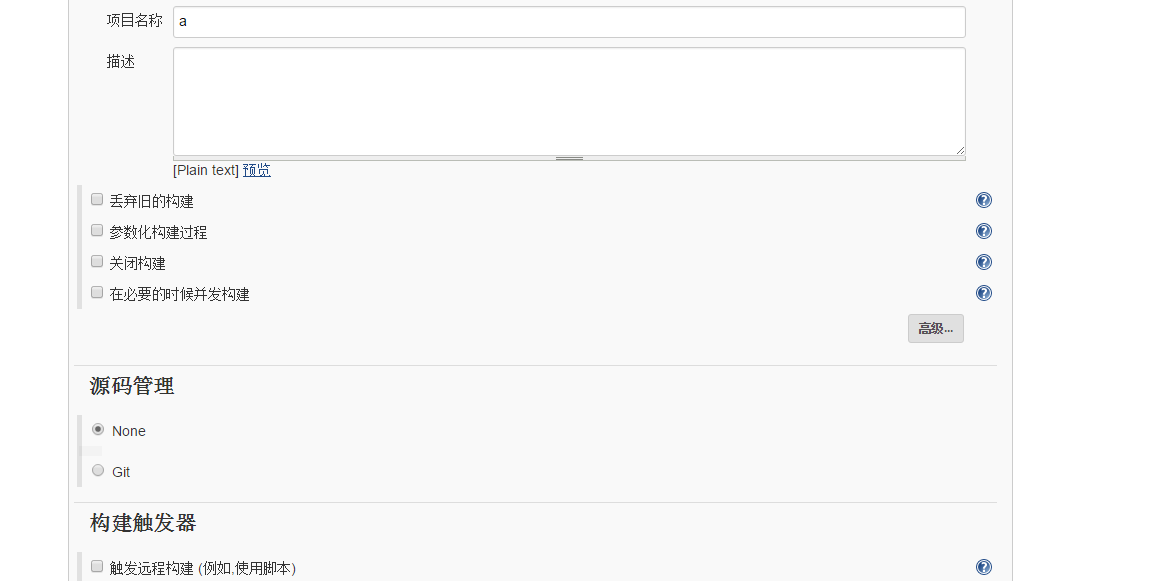 项目名称 a
描述
[Plain text] 预览
丢弃旧的构建
参数化构建过程
关闭构建
在必要的时候并发构建
高级...
源码管理
None
Git
构建触发器
触发远程构建 (例如,使用脚本)